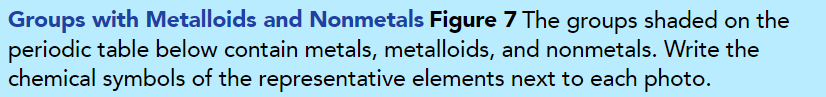 Groups with Metalloids and Nonmetals Figure 7 The groups shaded on the
periodic table below contain metals, metalloids, and nonmetals. Write the
chemical symbols of the representative elements next to each photo.